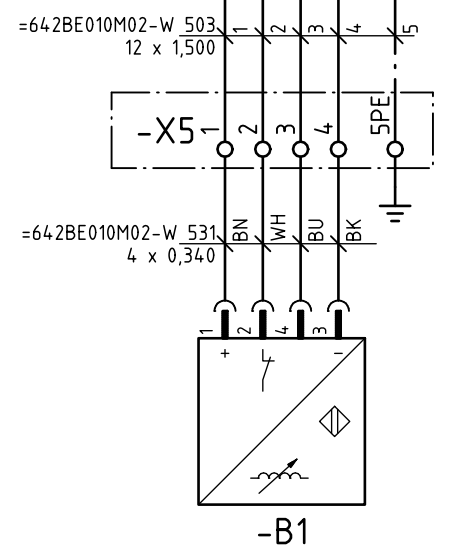 =642BE010M02-W 503 1 2 3 4 5
12 x 1,500
-X5 1 2 3 4 5PE
=642BE010M02-W 531 BN WH BU BK
4 x 0,340
1 2 4 3
+ -
-B1